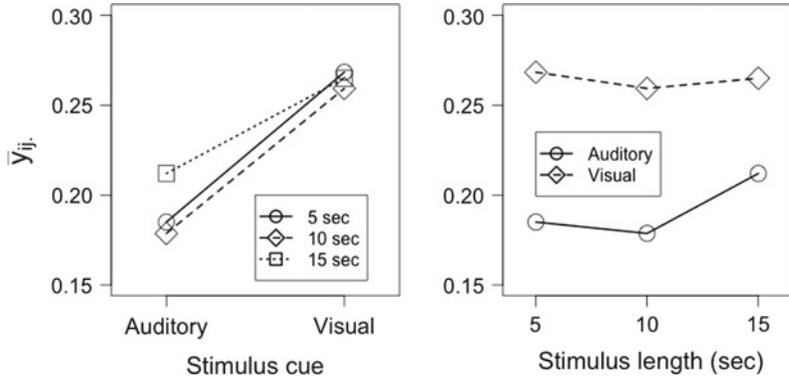 ȳij.
0.30
0.25
0.20
0.15
5 sec
10 sec
15 sec
Auditory
Visual
Stimulus cue
0.30
0.25
0.20
0.15
Auditory
Visual
5
10
15
Stimulus length (sec)